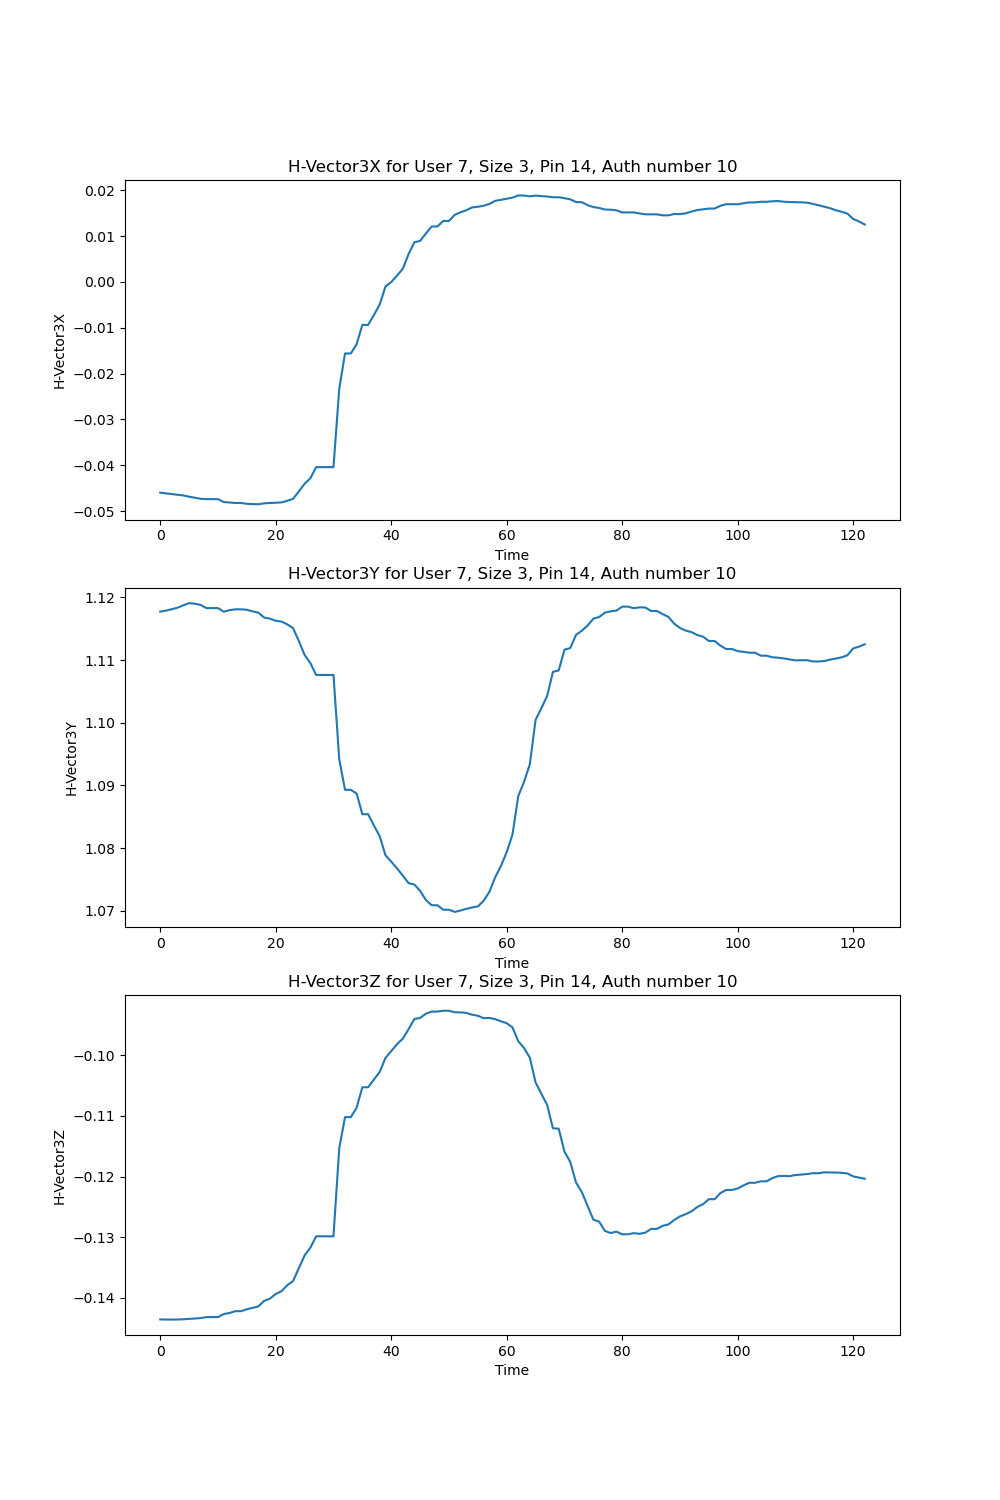 H-Vector3X for User 7, Size 3, Pin 14, Auth number 10
0.02
0.01
0.00
−0.01
−0.02
−0.03
−0.04
−0.05
H-Vector3X
0 20 40 60 80 100 120
Time
H-Vector3Y for User 7, Size 3, Pin 14, Auth number 10
1.12
1.11
1.10
1.09
1.08
1.07
H-Vector3Y
0 20 40 60 80 100 120
Time
H-Vector3Z for User 7, Size 3, Pin 14, Auth number 10
−0.10
−0.11
−0.12
−0.13
−0.14
H-Vector3Z
0 20 40 60 80 100 120
Time